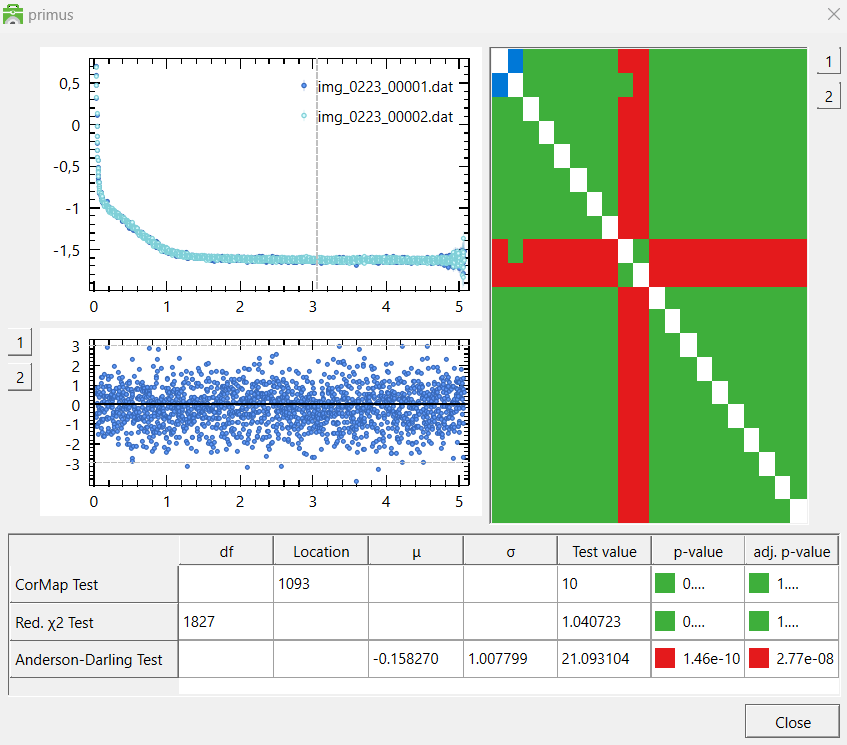 primus
0,5
0
-0,5
-1
-1,5
img_0223_00001.dat
img_0223_00002.dat
0 1 2 3 4 5
1
2
1
2
3
2
1
0
-1
-2
-3
0 1 2 3 4 5
df Location μ σ Test value p-value adj. p-value
CorMap Test 1093 10 0.... 1....
Red. χ2 Test 1827 1.040723 0.... 1....
Anderson-Darling Test -0.158270 1.007799 21.093104 1.46e-10 2.77e-08
Close